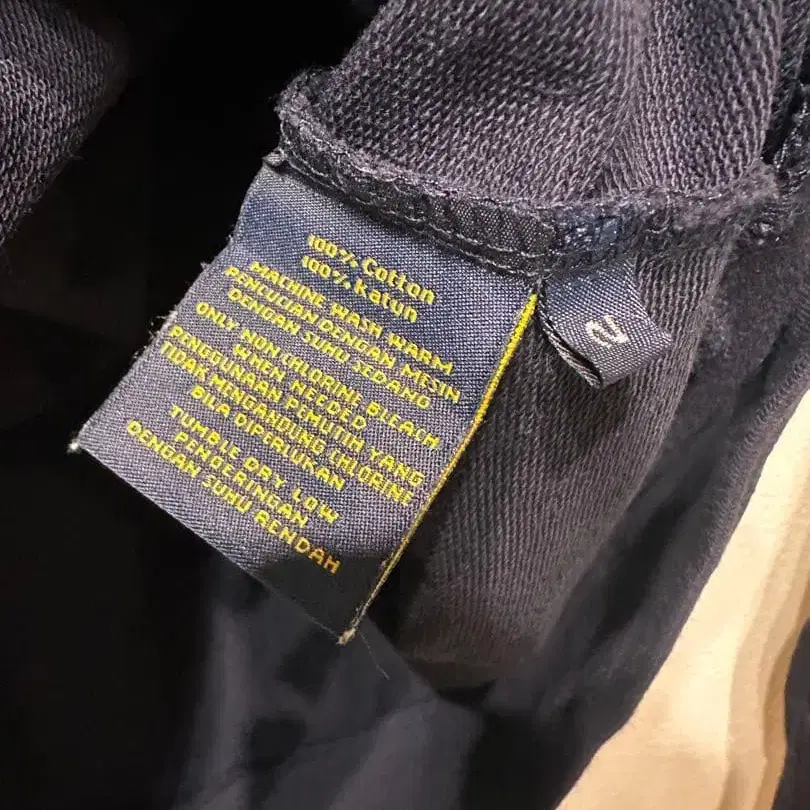 100% Cotton
100% Katun
MACHINE WASH WARM
PENCUCIAN DENGAN MESIN
DENGAN SUHU SEDANG
ONLY NON CHLORINE BLEACH
WHEN NEEDED
PENGGUNAAN PEMUTIH YANG
TIDAK MENGANDUNG CHLORINE
BILA DIPERLUKAN
TUMBLE DRY, LOW
PENGERINGAN
DENGAN SUHU RENDAH